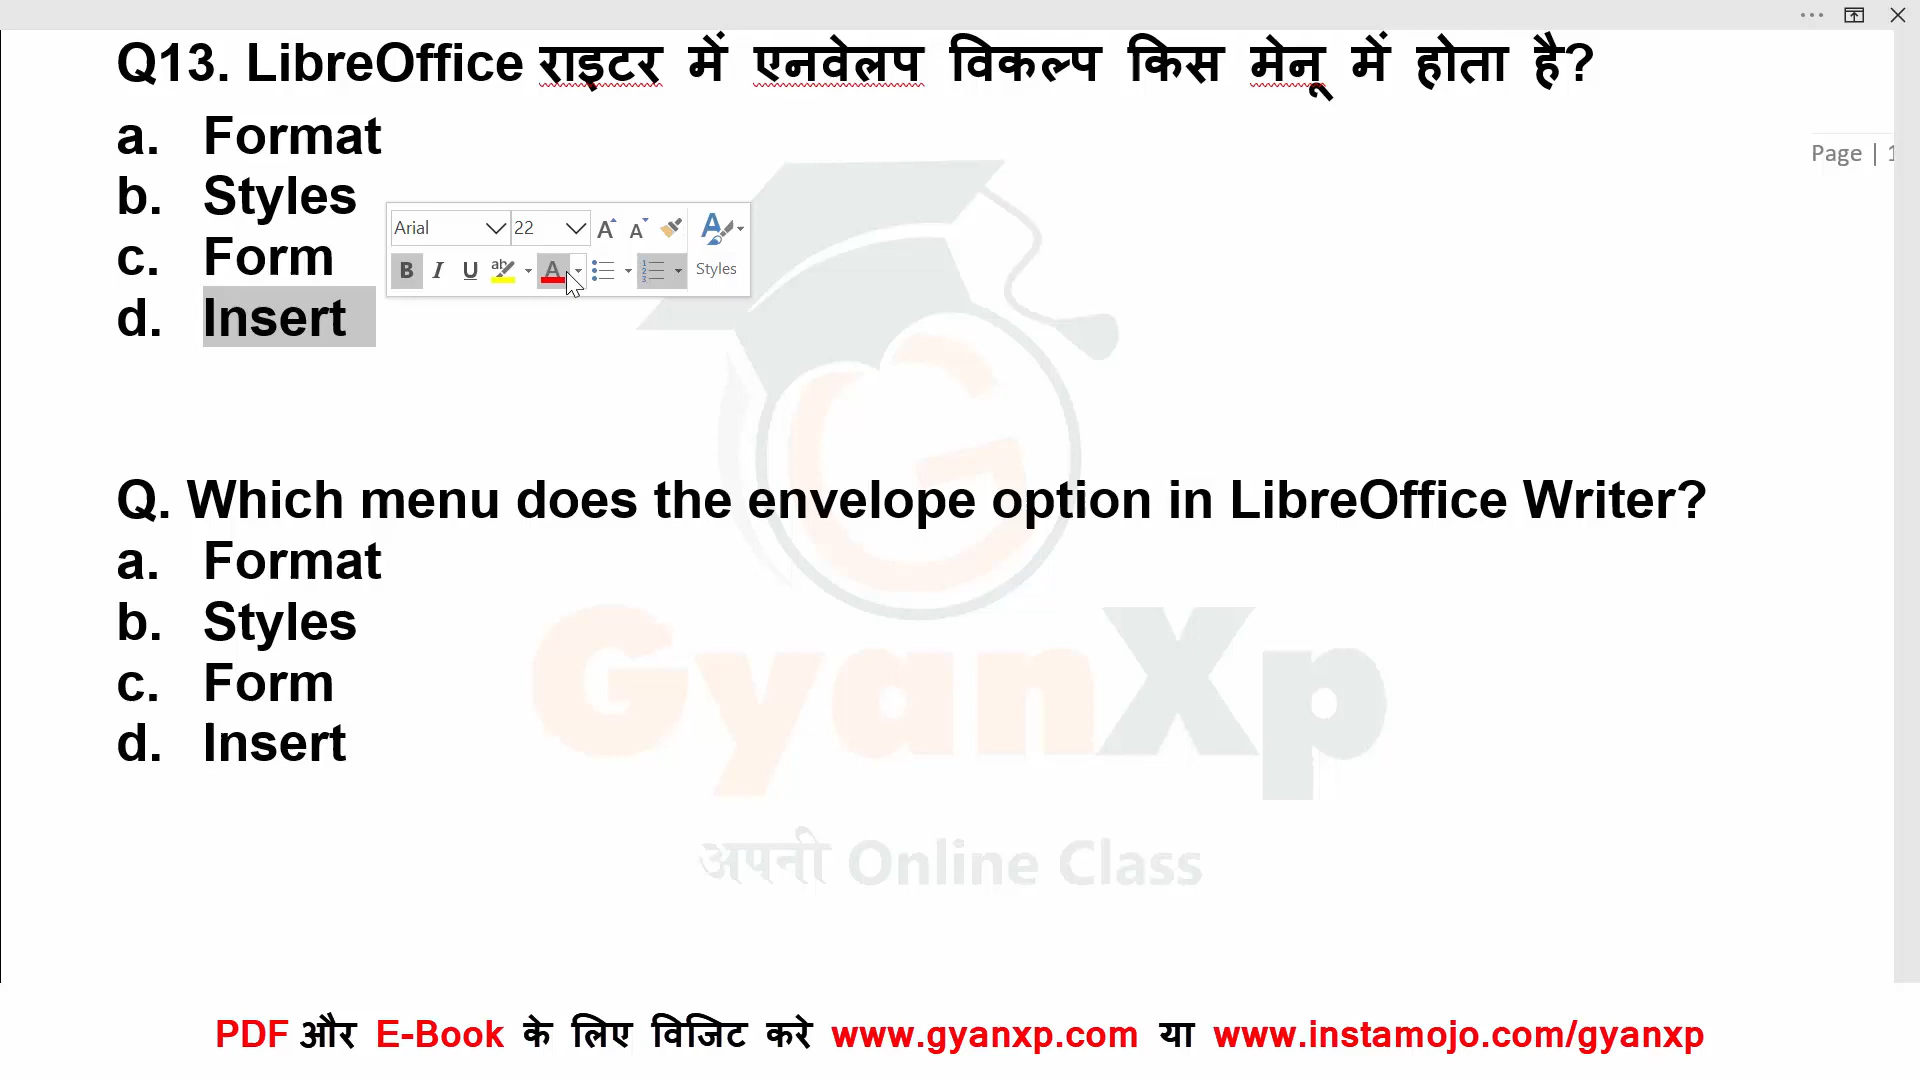 Q13. LibreOffice राइटर में एनवेलप विकल्प किस मेनू में होता है?
a. Format
Page | 1
b. Styles
Arial 22
c. Form
B I U ab A Styles
d. Insert
Q. Which menu does the envelope option in LibreOffice Writer?
a. Format
b. Styles
c. Form
d. Insert
GyanXp
अपनी Online Class
PDF और E-Book के लिए विजिट करे www.gyanxp.com या www.instamojo.com/gyanxp